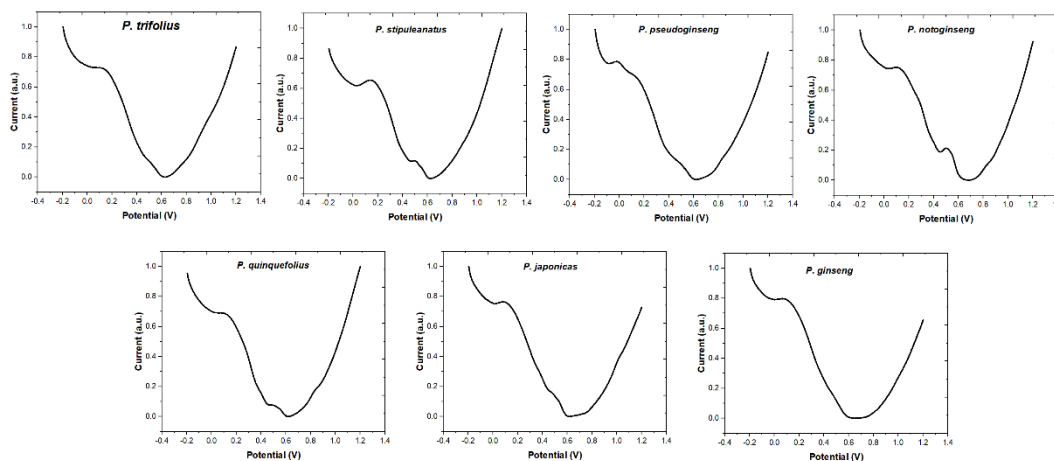 P. trifolius
Current (a.u.)
1.0
0.8
0.6
0.4
0.2
0.0
-0.4 -0.2 0.0 0.2 0.4 0.6 0.8 1.0 1.2 1.4
Potential (V)
P. stipuleanatus
Current (a.u.)
1.0
0.8
0.6
0.4
0.2
0.0
-0.4 -0.2 0.0 0.2 0.4 0.6 0.8 1.0 1.2 1.4
Potential (V)
P. pseudoginseng
Current (a.u.)
1.0
0.8
0.6
0.4
0.2
0.0
-0.4 -0.2 0.0 0.2 0.4 0.6 0.8 1.0 1.2 1.4
Potential (V)
P. notoginseng
Current (a.u.)
1.0
0.8
0.6
0.4
0.2
0.0
-0.4 -0.2 0.0 0.2 0.4 0.6 0.8 1.0 1.2 1.4
Potential (V)
P. quinquefolius
Current (a.u.)
1.0
0.8
0.6
0.4
0.2
0.0
-0.4 -0.2 0.0 0.2 0.4 0.6 0.8 1.0 1.2 1.4
Potential (V)
P. japonicas
Current (a.u.)
1.0
0.8
0.6
0.4
0.2
0.0
-0.4 -0.2 0.0 0.2 0.4 0.6 0.8 1.0 1.2 1.4
Potential (V)
P. ginseng
Current (a.u.)
1.0
0.8
0.6
0.4
0.2
0.0
-0.4 -0.2 0.0 0.2 0.4 0.6 0.8 1.0 1.2 1.4
Potential (V)